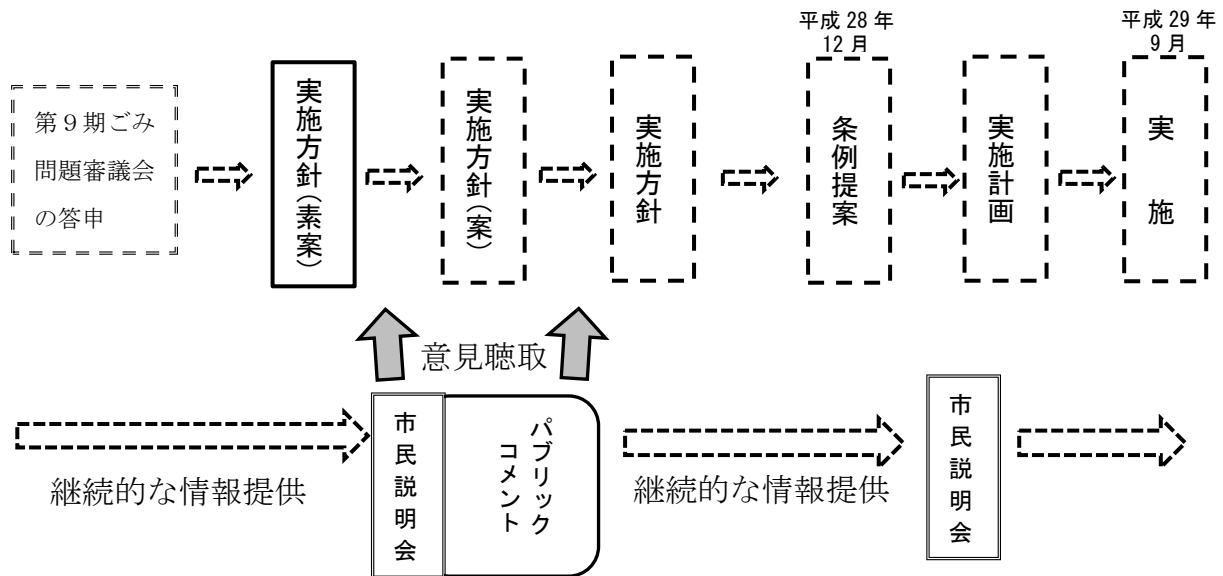 平成28年
12月
平成29年
9月
第9期ごみ
問題審議会
の答申
実施方針(素案)
実施方針(案)
実施方針
条例提案
実施計画
実施
意見聴取
市民説明会
パブリック
コメント
市民説明会
継続的な情報提供
継続的な情報提供